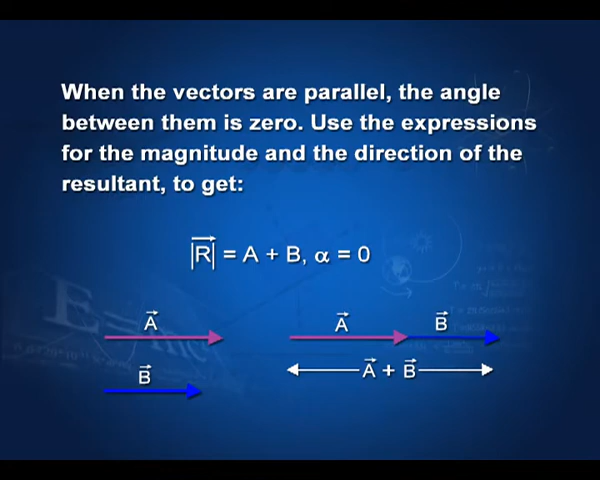 When the vectors are parallel, the angle
between them is zero. Use the expressions
for the magnitude and the direction of the
resultant, to get:
|R⃗| = A + B, α = 0
A⃗
A⃗ B⃗
B⃗
A⃗ + B⃗